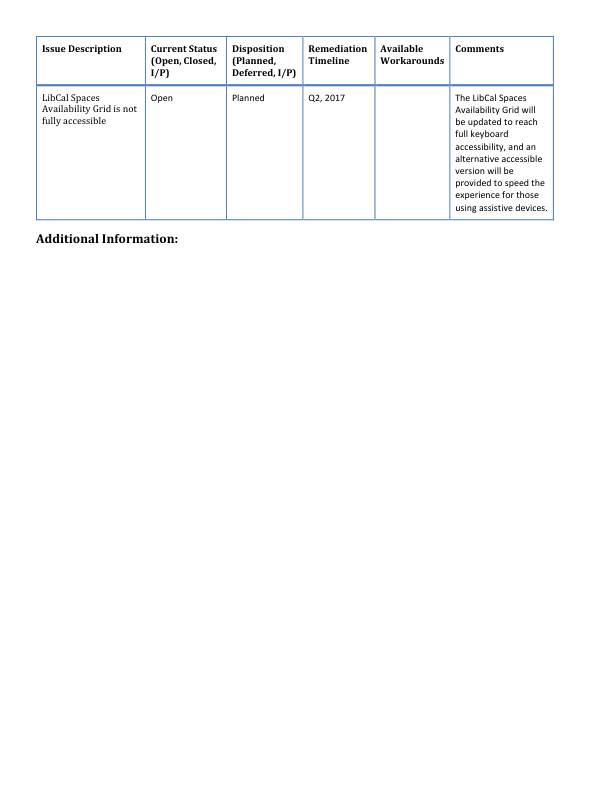 Issue Description
Current Status
(Open, Closed,
I/P)
Disposition
(Planned,
Deferred, I/P)
Remediation
Timeline
Available
Workarounds
Comments
LibCal Spaces
Availability Grid is not
fully accessible
Open
Planned
Q2, 2017
The LibCal Spaces
Availability Grid will
be updated to reach
full keyboard
accessibility, and an
alternative accessible
version will be
provided to speed the
experience for those
using assistive devices.
Additional Information: